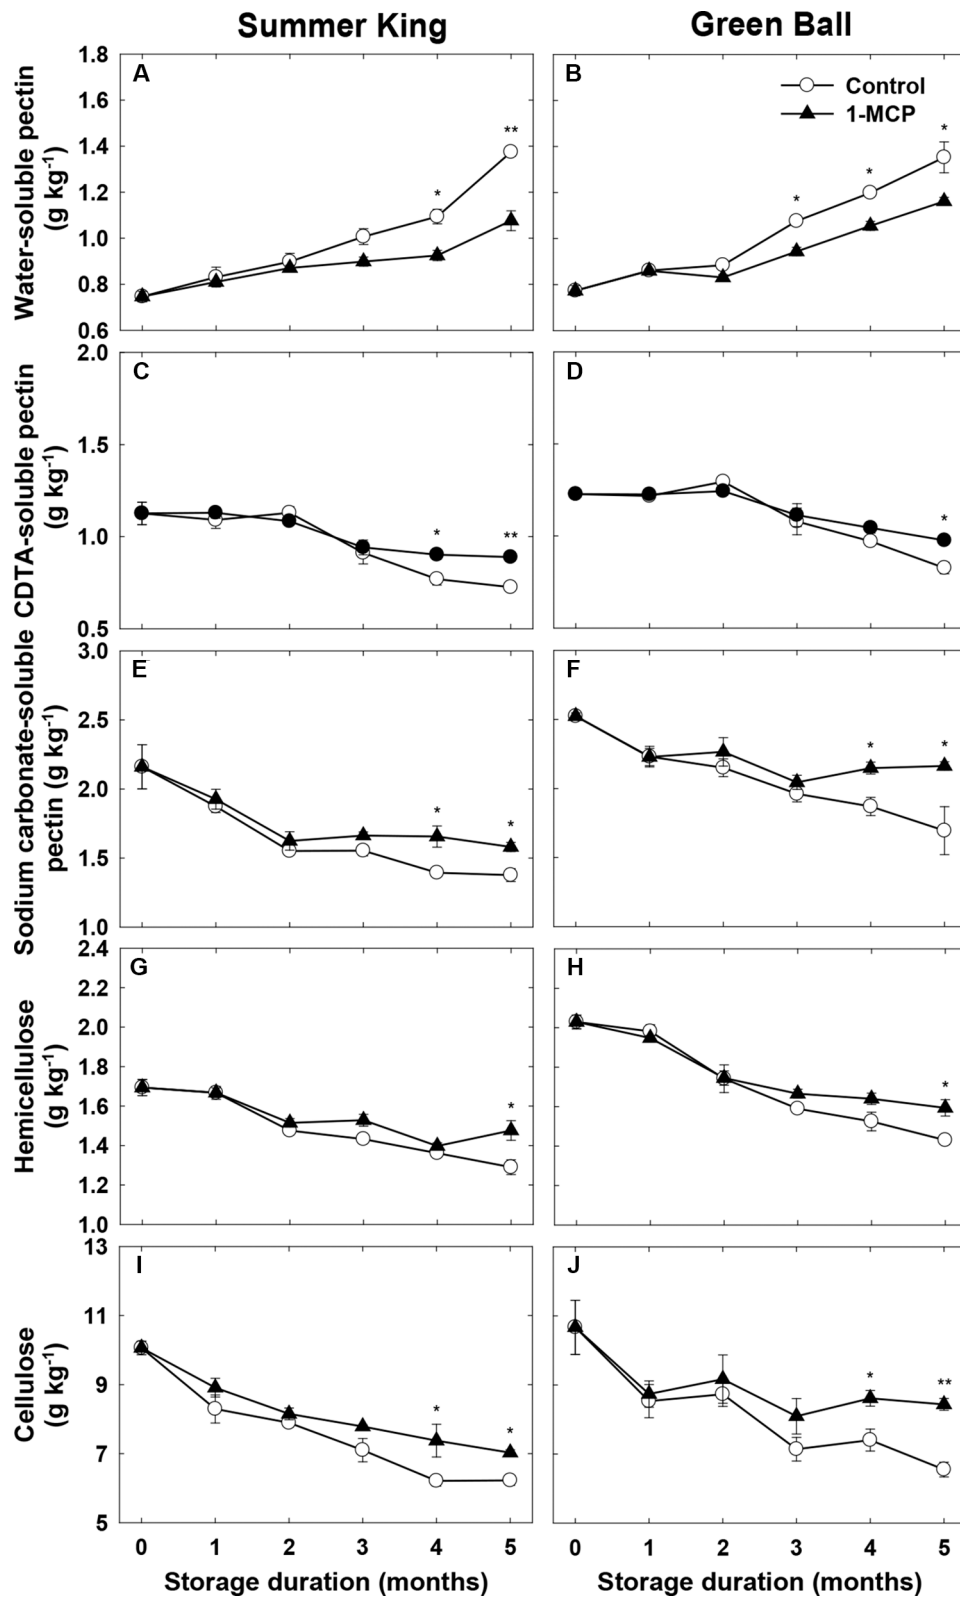 Summer King
Green Ball
A
B
Control
1-MCP
Water-soluble pectin
(g kg-1)
1.8
1.6
1.4
1.2
1.0
0.8
0.6
**
*
*
*
*
C
D
CDTA-soluble pectin
(g kg-1)
2.0
1.5
1.0
0.5
*
**
*
E
F
Sodium carbonate-soluble
pectin (g kg-1)
3.0
2.5
2.0
1.5
1.0
*
*
*
*
G
H
Hemicellulose
(g kg-1)
2.4
2.2
2.0
1.8
1.6
1.4
1.2
1.0
*
*
I
J
Cellulose
(g kg-1)
13
11
9
7
5
*
*
*
**
0 1 2 3 4 5
0 1 2 3 4 5
Storage duration (months)
Storage duration (months)